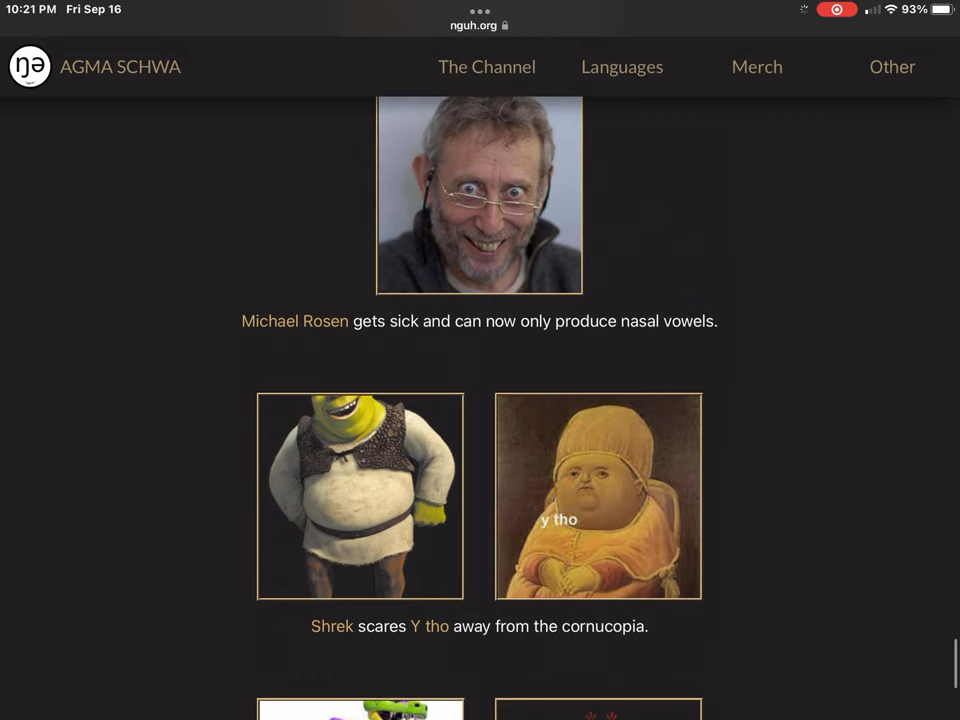 10:21 PM Fri Sep 16
93%
nguh.org
ŋə
AGMA SCHWA
The Channel
Languages
Merch
Other
Michael Rosen gets sick and can now only produce nasal vowels.
y tho
Shrek scares Y tho away from the cornucopia.